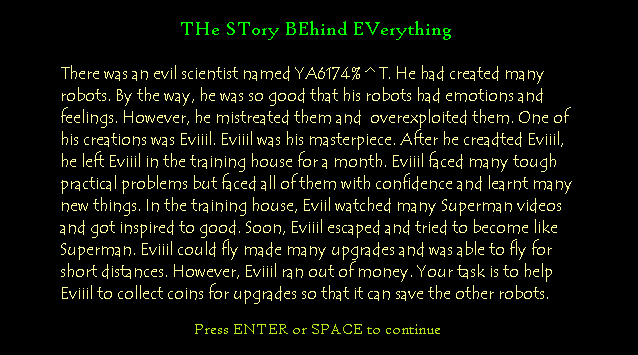 THe STory BEhind EVerything
There was an evil scientist named YA6174%^T. He had created many
robots. By the way, he was so good that his robots had emotions and
feelings. However, he mistreated them and overexploited them. One of
his creations was Eviiil. Eviiil was his masterpiece. After he creadted Eviiil,
he left Eviiil in the training house for a month. Eviiil faced many tough
practical problems but faced all of them with confidence and learnt many
new things. In the training house, Eviil watched many Superman videos
and got inspired to good. Soon, Eviiil escaped and tried to become like
Superman. Eviiil could fly made many upgrades and was able to fly for
short distances. However, Eviiil ran out of money. Your task is to help
Eviiil to collect coins for upgrades so that it can save the other robots.
Press ENTER or SPACE to continue